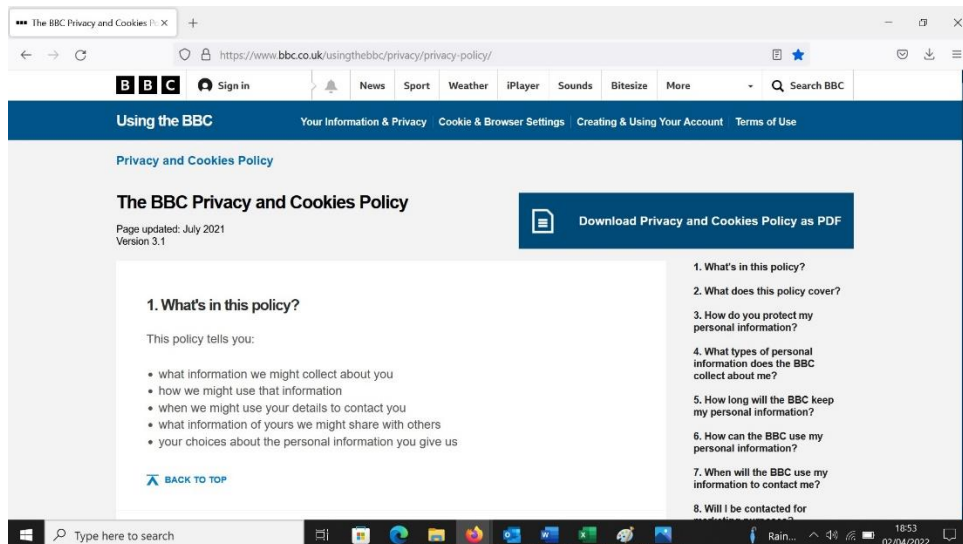 The BBC Privacy and Cookies P
https://www.bbc.co.uk/usingthebbc/privacy/privacy-policy/
BBC Sign in News Sport Weather iPlayer Sounds Bitesize More Search BBC
Using the BBC Your Information & Privacy Cookie & Browser Settings Creating & Using Your Account Terms of Use
Privacy and Cookies Policy
The BBC Privacy and Cookies Policy
Page updated: July 2021
Version 3.1
Download Privacy and Cookies Policy as PDF
1. What's in this policy?
This policy tells you:
• what information we might collect about you
• how we might use that information
• when we might use your details to contact you
• what information of yours we might share with others
• your choices about the personal information you give us
BACK TO TOP
1. What's in this policy?
2. What does this policy cover?
3. How do you protect my
personal information?
4. What types of personal
information does the BBC
collect about me?
5. How long will the BBC keep
my personal information?
6. How can the BBC use my
personal information?
7. When will the BBC use my
information to contact me?
8. Will I be contacted for
marketing purposes?
Type here to search
Rain...
18:53
02/04/2022